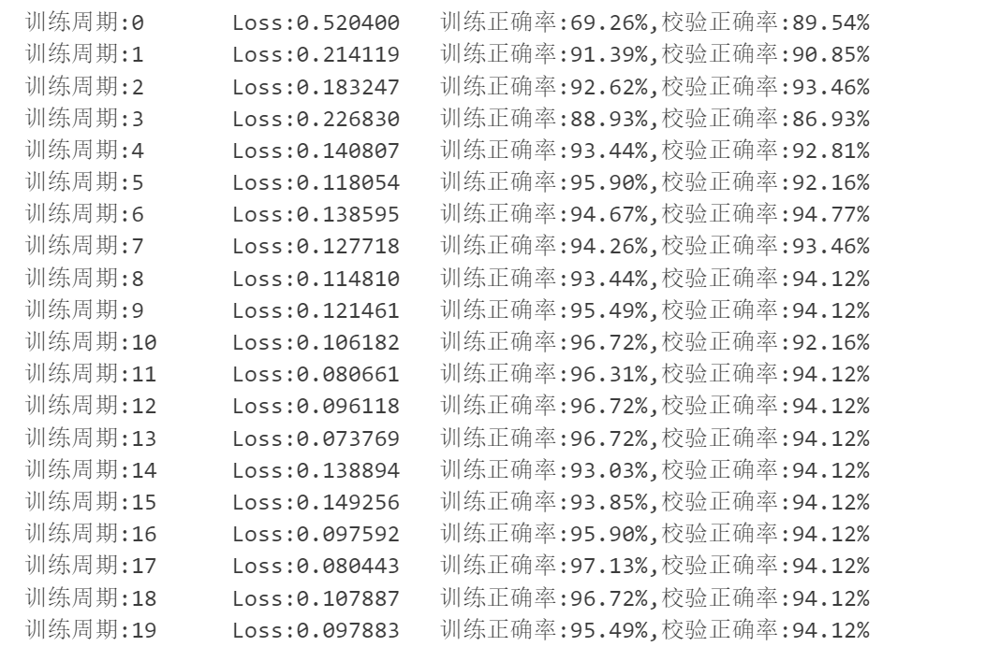 训练周期:0 Loss:0.520400 训练正确率:69.26%,校验正确率:89.54%
训练周期:1 Loss:0.214119 训练正确率:91.39%,校验正确率:90.85%
训练周期:2 Loss:0.183247 训练正确率:92.62%,校验正确率:93.46%
训练周期:3 Loss:0.226830 训练正确率:88.93%,校验正确率:86.93%
训练周期:4 Loss:0.140807 训练正确率:93.44%,校验正确率:92.81%
训练周期:5 Loss:0.118054 训练正确率:95.90%,校验正确率:92.16%
训练周期:6 Loss:0.138595 训练正确率:94.67%,校验正确率:94.77%
训练周期:7 Loss:0.127718 训练正确率:94.26%,校验正确率:93.46%
训练周期:8 Loss:0.114810 训练正确率:93.44%,校验正确率:94.12%
训练周期:9 Loss:0.121461 训练正确率:95.49%,校验正确率:94.12%
训练周期:10 Loss:0.106182 训练正确率:96.72%,校验正确率:92.16%
训练周期:11 Loss:0.080661 训练正确率:96.31%,校验正确率:94.12%
训练周期:12 Loss:0.096118 训练正确率:96.72%,校验正确率:94.12%
训练周期:13 Loss:0.073769 训练正确率:96.72%,校验正确率:94.12%
训练周期:14 Loss:0.138894 训练正确率:93.03%,校验正确率:94.12%
训练周期:15 Loss:0.149256 训练正确率:93.85%,校验正确率:94.12%
训练周期:16 Loss:0.097592 训练正确率:95.90%,校验正确率:94.12%
训练周期:17 Loss:0.080443 训练正确率:97.13%,校验正确率:94.12%
训练周期:18 Loss:0.107887 训练正确率:96.72%,校验正确率:94.12%
训练周期:19 Loss:0.097883 训练正确率:95.49%,校验正确率:94.12%